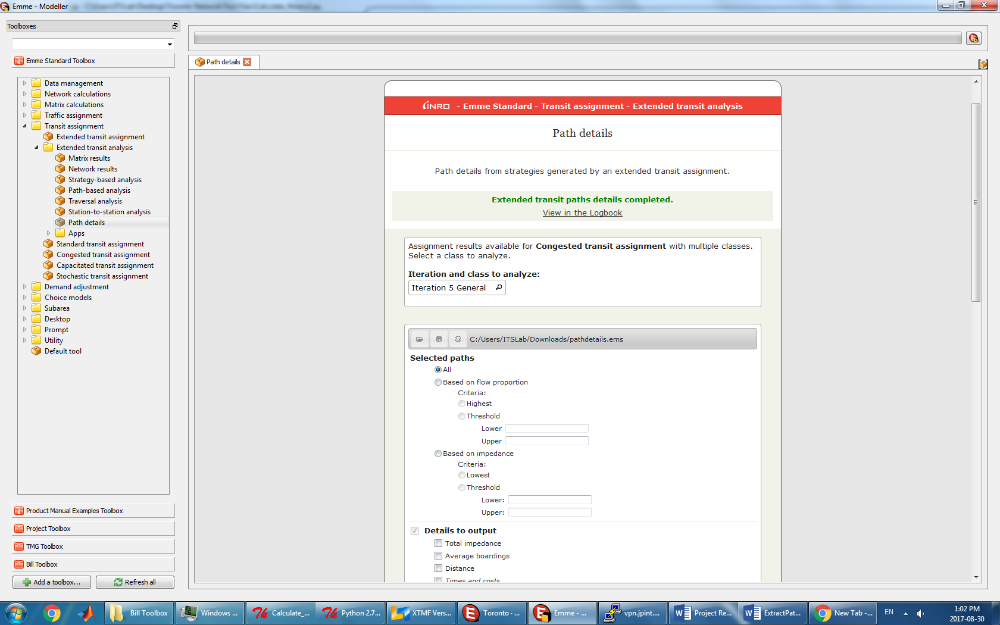 Emme - Modeller
Toolboxes
Emme Standard Toolbox
Data management
Network calculations
Matrix calculations
Traffic assignment
Transit assignment
Extended transit assignment
Extended transit analysis
Matrix results
Network results
Strategy-based analysis
Path-based analysis
Traversal analysis
Station-to-station analysis
Path details
Apps
Standard transit assignment
Congested transit assignment
Capacitated transit assignment
Stochastic transit assignment
Demand adjustment
Choice models
Subarea
Desktop
Prompt
Utility
Default tool
Product Manual Examples Toolbox
Project Toolbox
TMG Toolbox
Bill Toolbox
Add a toolbox...
Refresh all
Path details
INRO - Emme Standard - Transit assignment - Extended transit analysis
Path details
Path details from strategies generated by an extended transit assignment.
Extended transit paths details completed.
View in the Logbook
Assignment results available for Congested transit assignment with multiple classes.
Select a class to analyze.
Iteration and class to analyze:
Iteration 5 General
C:/Users/ITSLab/Downloads/pathdetails.ems
Selected paths
All
Based on flow proportion
Criteria:
Highest
Threshold
Lower
Upper
Based on impedance
Criteria:
Lowest
Threshold
Lower:
Upper:
Details to output
Total impedance
Average boardings
Distance
Times and costs
Bill Toolbox
Windows ...
Calculate_...
Python 2.7...
XTMF Vers...
Toronto - ...
Emme - ...
vpn.jpint....
Project Re...
ExtractPat...
New Tab -...
EN
1:02 PM
2017-08-30